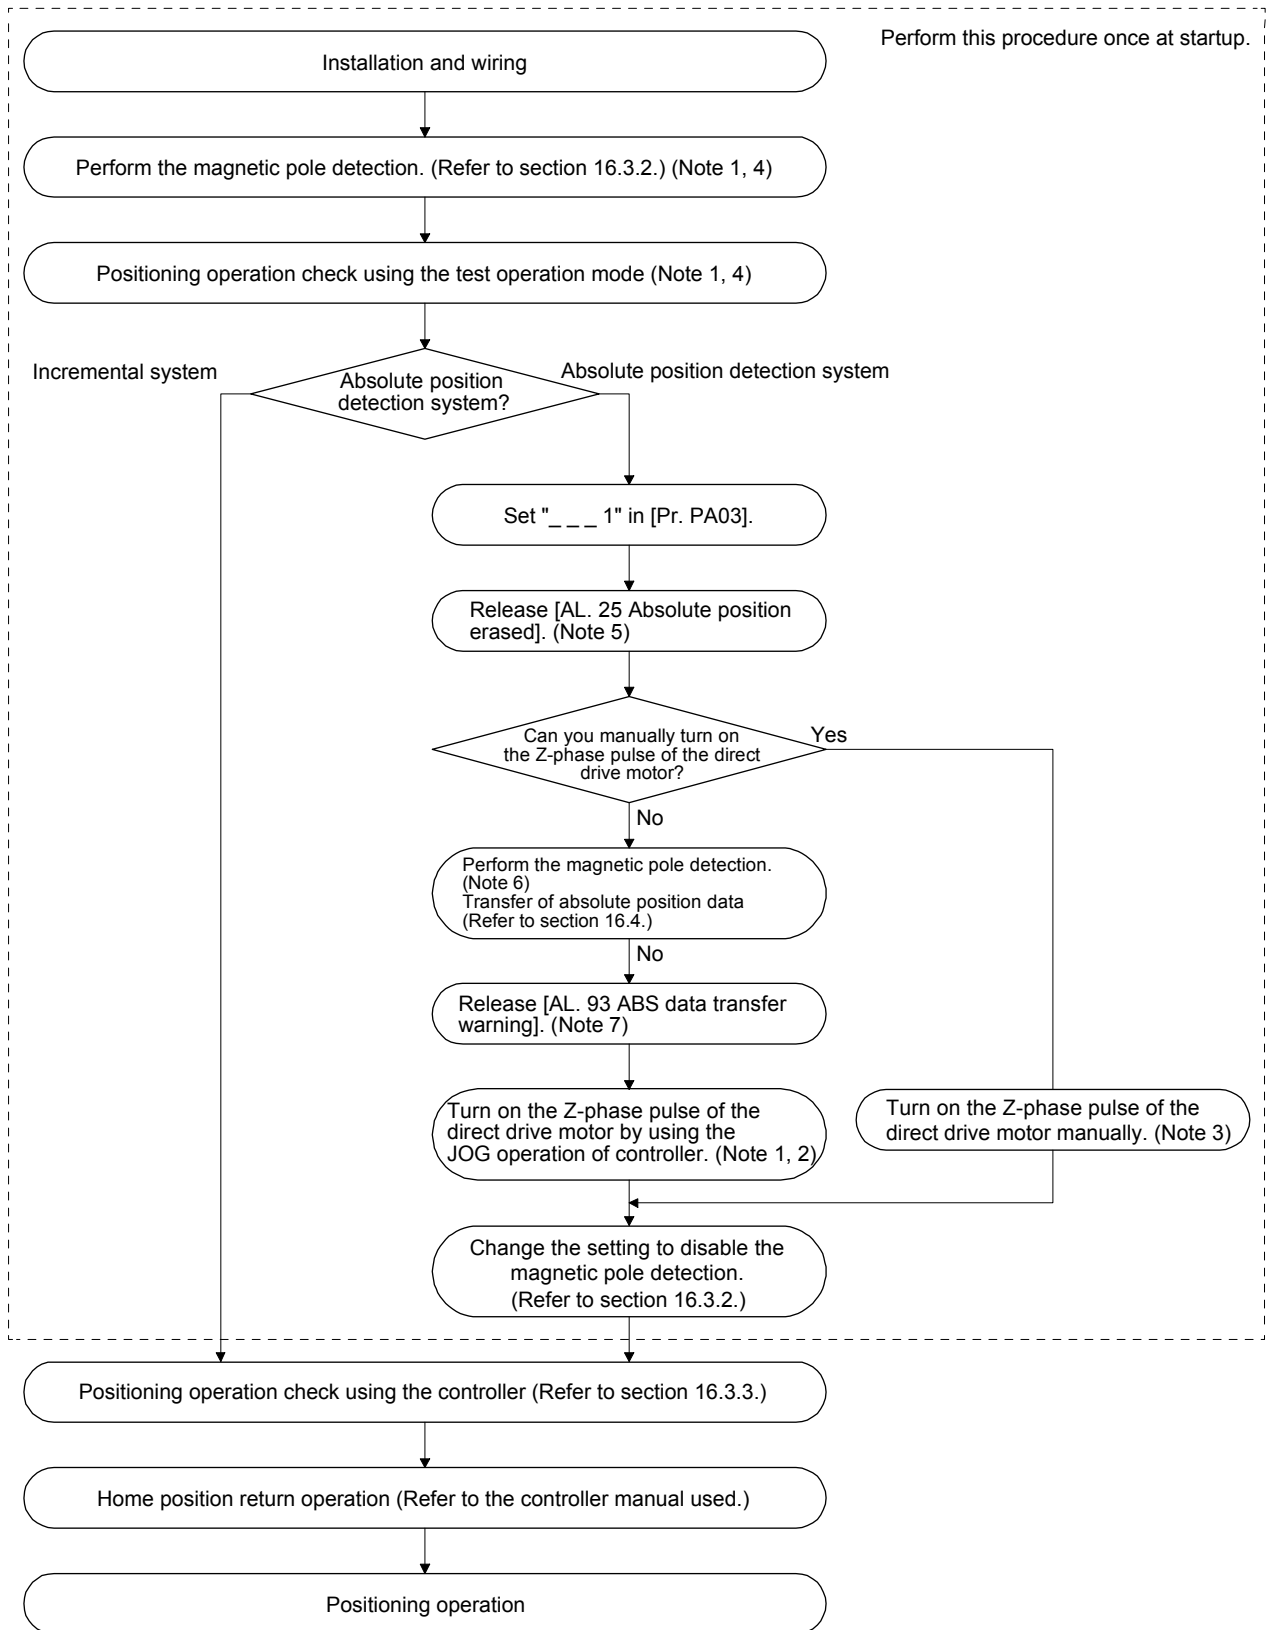 Perform this procedure once at startup.
Installation and wiring
Perform the magnetic pole detection. (Refer to section 16.3.2.) (Note 1, 4)
Positioning operation check using the test operation mode (Note 1, 4)
Incremental system
Absolute position
detection system?
Absolute position detection system
Set "_ _ _ 1" in [Pr. PA03].
Release [AL. 25 Absolute position
erased]. (Note 5)
Can you manually turn on
the Z-phase pulse of the direct
drive motor?
Yes
No
Perform the magnetic pole detection.
(Note 6)
Transfer of absolute position data
(Refer to section 16.4.)
No
Release [AL. 93 ABS data transfer
warning]. (Note 7)
Turn on the Z-phase pulse of the
direct drive motor by using the
JOG operation of controller. (Note 1, 2)
Turn on the Z-phase pulse of the
direct drive motor manually. (Note 3)
Change the setting to disable the
magnetic pole detection.
(Refer to section 16.3.2.)
Positioning operation check using the controller (Refer to section 16.3.3.)
Home position return operation (Refer to the controller manual used.)
Positioning operation